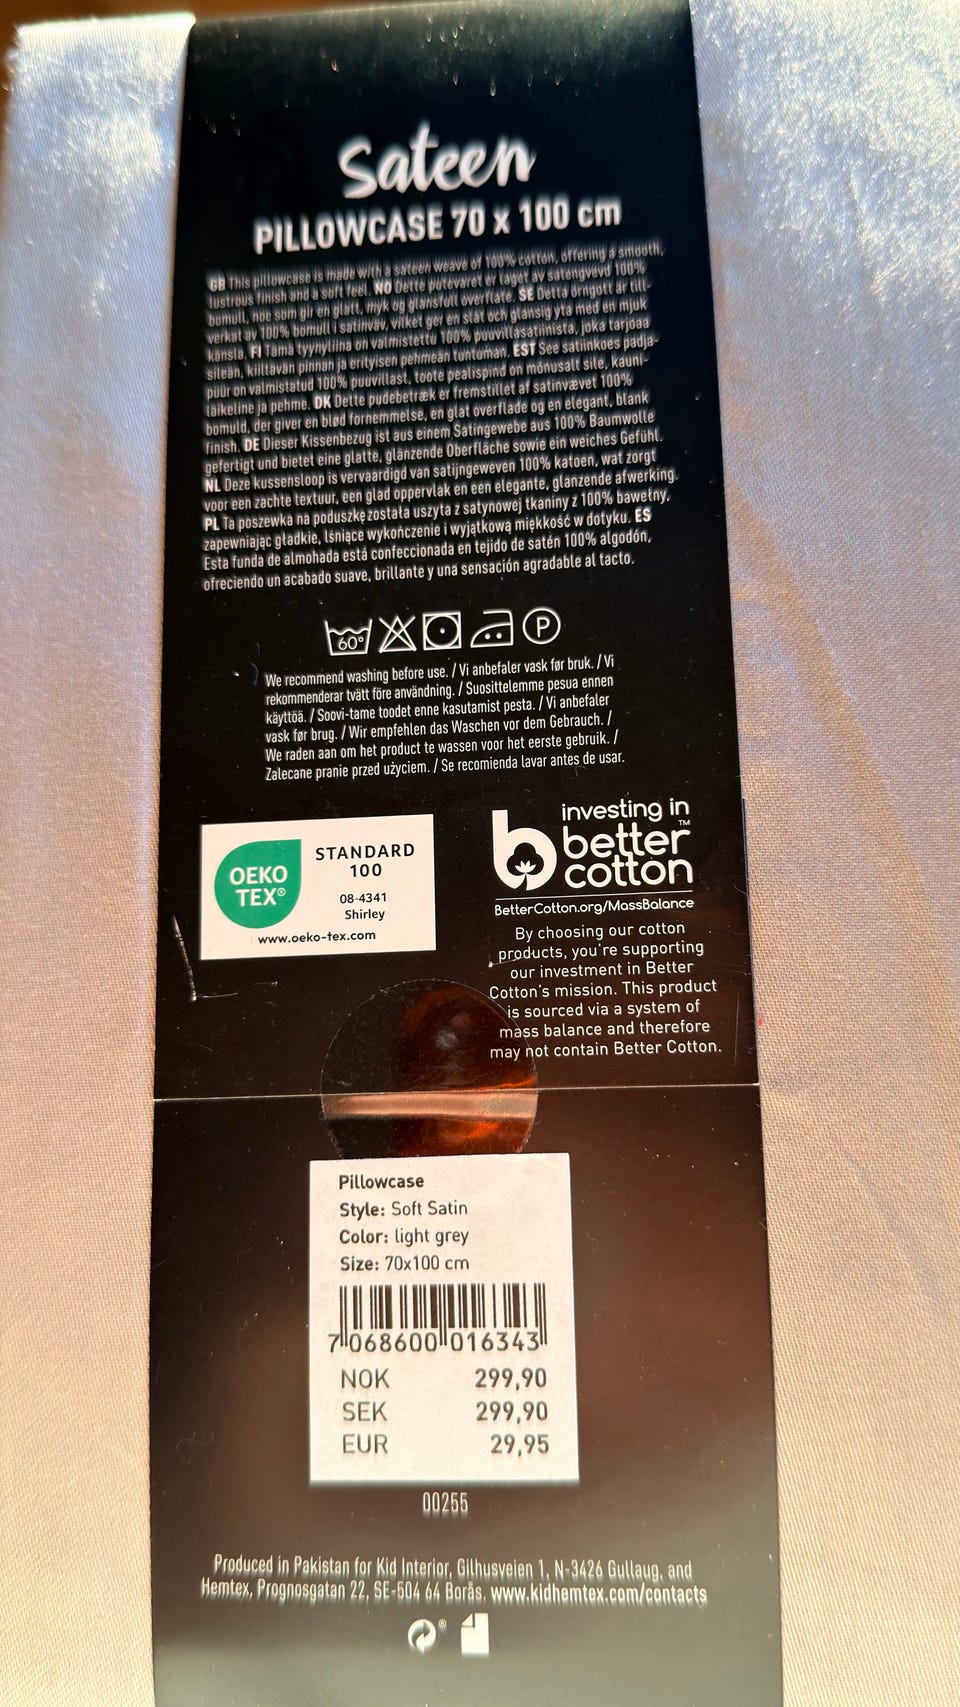 Sateen
PILLOWCASE 70 x 100 cm
GB This pillowcase is made with a sateen weave of 100% cotton, offering a smooth,
lustrous finish and a soft feel. NO Dette putevaret er laget av satengvevd 100%
bomull, noe som gir en glatt, myk og glansfull overflate. SE Detta örngott är till-
verkat av 100% bomull i satinväv, vilket ger en slät och glansig yta med en mjuk
känsla. FI Tämä tyynyliina on valmistettu 100% puuvillasatiinista, joka tarjoaa
sileän, kiiltävän pinnan ja erityisen pehmeän tuntuman. EST See satiinkoes padja-
püür on valmistatud 100% puuvillast, toote pealispind on mõnusalt sile, kauni-
laikeline ja pehme. DK Dette pudebetræk er fremstillet af satinvævet 100%
bomuld, der giver en blød fornemmelse, en glat overflade og en elegant, blank
finish. DE Dieser Kissenbezug ist aus einem Satingewebe aus 100% Baumwolle
gefertigt und bietet eine glatte, glänzende Oberfläche sowie ein weiches Gefühl.
NL Deze kussensloop is vervaardigd van satijngeweven 100% katoen, wat zorgt
voor een zachte textuur, een glad oppervlak en een elegante, glanzende afwerking.
PL Ta poszewka na poduszkę została uszyta z satynowej tkaniny z 100% bawełny,
zapewniając gładkie, lśniące wykończenie i wyjątkową miękkość w dotyku. ES
Esta funda de almohada está confeccionada en tejido de satén 100% algodón,
ofreciendo un acabado suave, brillante y una sensación agradable al tacto.
60° P
We recommend washing before use. / Vi anbefaler vask før bruk. / Vi
rekommenderar tvätt före användning. / Suosittelemme pesua ennen
käyttöä. / Soovi-tame toodet enne kasutamist pesta. / Vi anbefaler
vask før brug. / Wir empfehlen das Waschen vor dem Gebrauch. /
We raden aan om het product te wassen voor het eerste gebruik. /
Zalecane pranie przed użyciem. / Se recomienda lavar antes de usar.
OEKO
TEX®
STANDARD
100
08-4341
Shirley
www.oeko-tex.com
investing in
better™
cotton
BetterCotton.org/MassBalance
By choosing our cotton
products, you're supporting
our investment in Better
Cotton's mission. This product
is sourced via a system of
mass balance and therefore
may not contain Better Cotton.
Pillowcase
Style: Soft Satin
Color: light grey
Size: 70x100 cm
7 068600 016343
NOK 299,90
SEK 299,90
EUR 29,95
00255
Produced in Pakistan for Kid Interior, Gilhusveien 1, N-3426 Gullaug, and
Hemtex, Prognosgatan 22, SE-504 64 Borås. www.kidhemtex.com/contacts
®